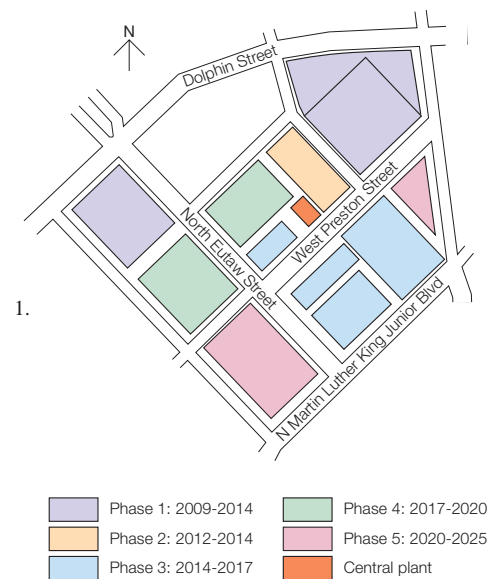 N
Dolphin Street
West Preston Street
North Eutaw Street
1.
N Martin Luther King Junior Blvd
Phase 1: 2009-2014
Phase 4: 2017-2020
Phase 2: 2012-2014
Phase 5: 2020-2025
Phase 3: 2014-2017
Central plant